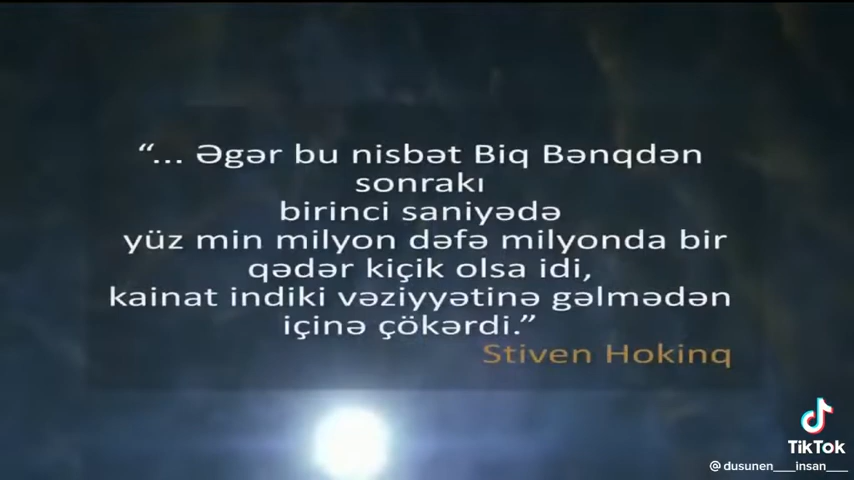 “... Əgər bu nisbət Biq Bənqdən
sonrakı
birinci saniyədə
yüz min milyon dəfə milyonda bir
qədər kiçik olsa idi,
kainat indiki vəziyyətinə gəlmədən
içinə çökərdi.”
Stiven Hokinq
TikTok
@dusunen___insan___